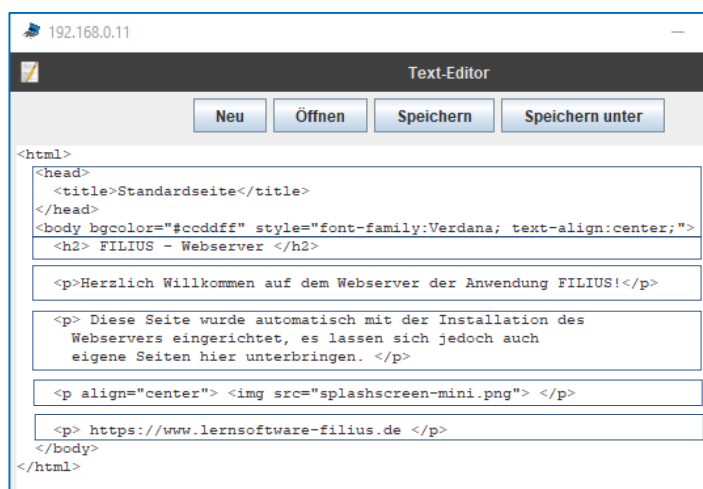 192.168.0.11
Text-Editor
Neu Öffnen Speichern Speichern unter
<html>
<head>
<title>Standardseite</title>
</head>
<body bgcolor="#ccddff" style="font-family:Verdana; text-align:center;">
<h2> FILIUS - Webserver </h2>
<p>Herzlich Willkommen auf dem Webserver der Anwendung FILIUS!</p>
<p> Diese Seite wurde automatisch mit der Installation des
Webservers eingerichtet, es lassen sich jedoch auch
eigene Seiten hier unterbringen. </p>
<p align="center"> <img src="splashscreen-mini.png"> </p>
<p> https://www.lernsoftware-filius.de </p>
</body>
</html>